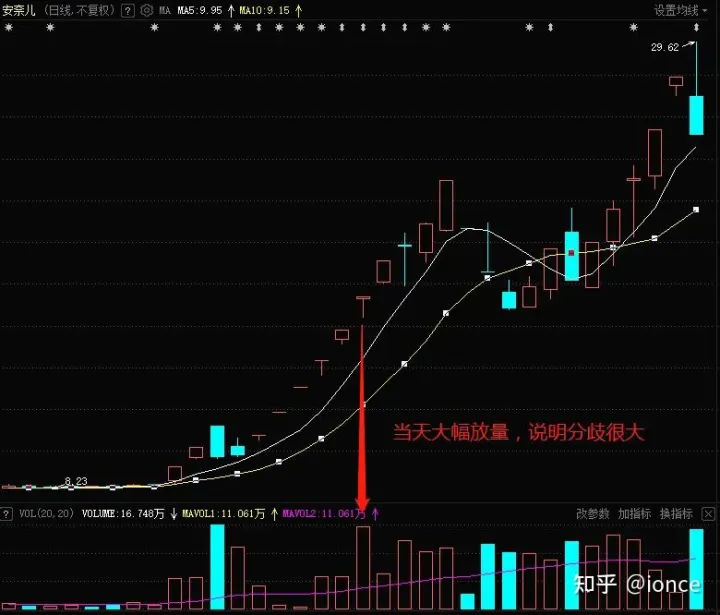 安奈儿 (日线,不复权) ? MA MA5:9.95 ↑ MA10:9.15 ↑ 设置均线
29.62
8.23
当天大幅放量，说明分歧很大
? VOL(20,20) VOLUME:16.748万 ↓ MAVOL1:11.061万 ↑ MAVOL2:11.061万 ↑ 改参数 加指标 换指标
知乎 @ionce